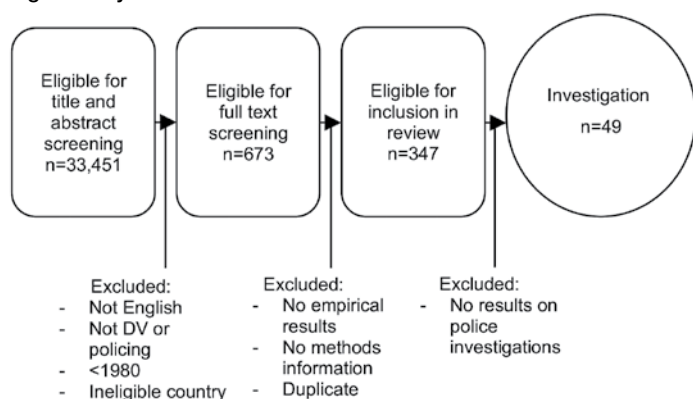 Eligible for
title and
abstract
screening
n=33,451
Eligible for
full text
screening
n=673
Eligible for
inclusion in
review
n=347
Investigation
n=49
Excluded:
- Not English
- Not DV or
policing
- <1980
- Ineligible country
Excluded:
- No empirical
results
- No methods
information
- Duplicate
Excluded:
- No results on
police
investigations